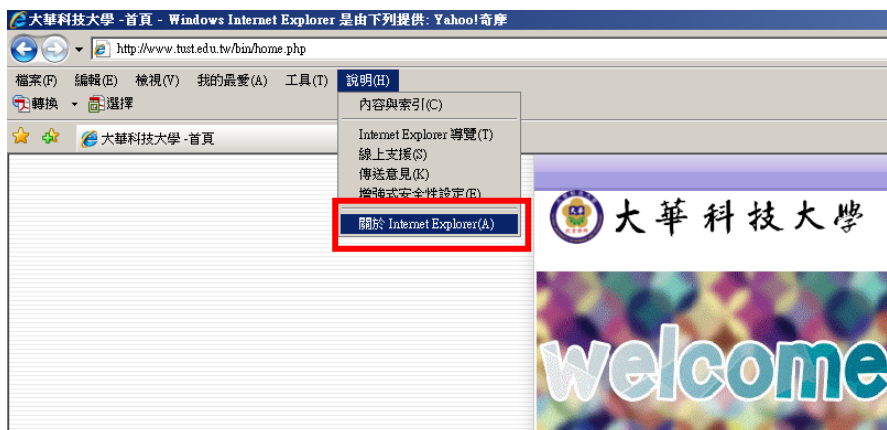 大華科技大學 -首頁 - Windows Internet Explorer 是由下列提供: Yahoo!奇摩
http://www.tust.edu.tw/bin/home.php
檔案(F) 編輯(E) 檢視(V) 我的最愛(A) 工具(T) 說明(H)
轉換 選擇
內容與索引(C)
大華科技大學 -首頁
Internet Explorer 導覽(T)
線上支援(S)
傳送意見(K)
增強式安全性設定(E)
關於 Internet Explorer(A)
大華科技大學
welcome